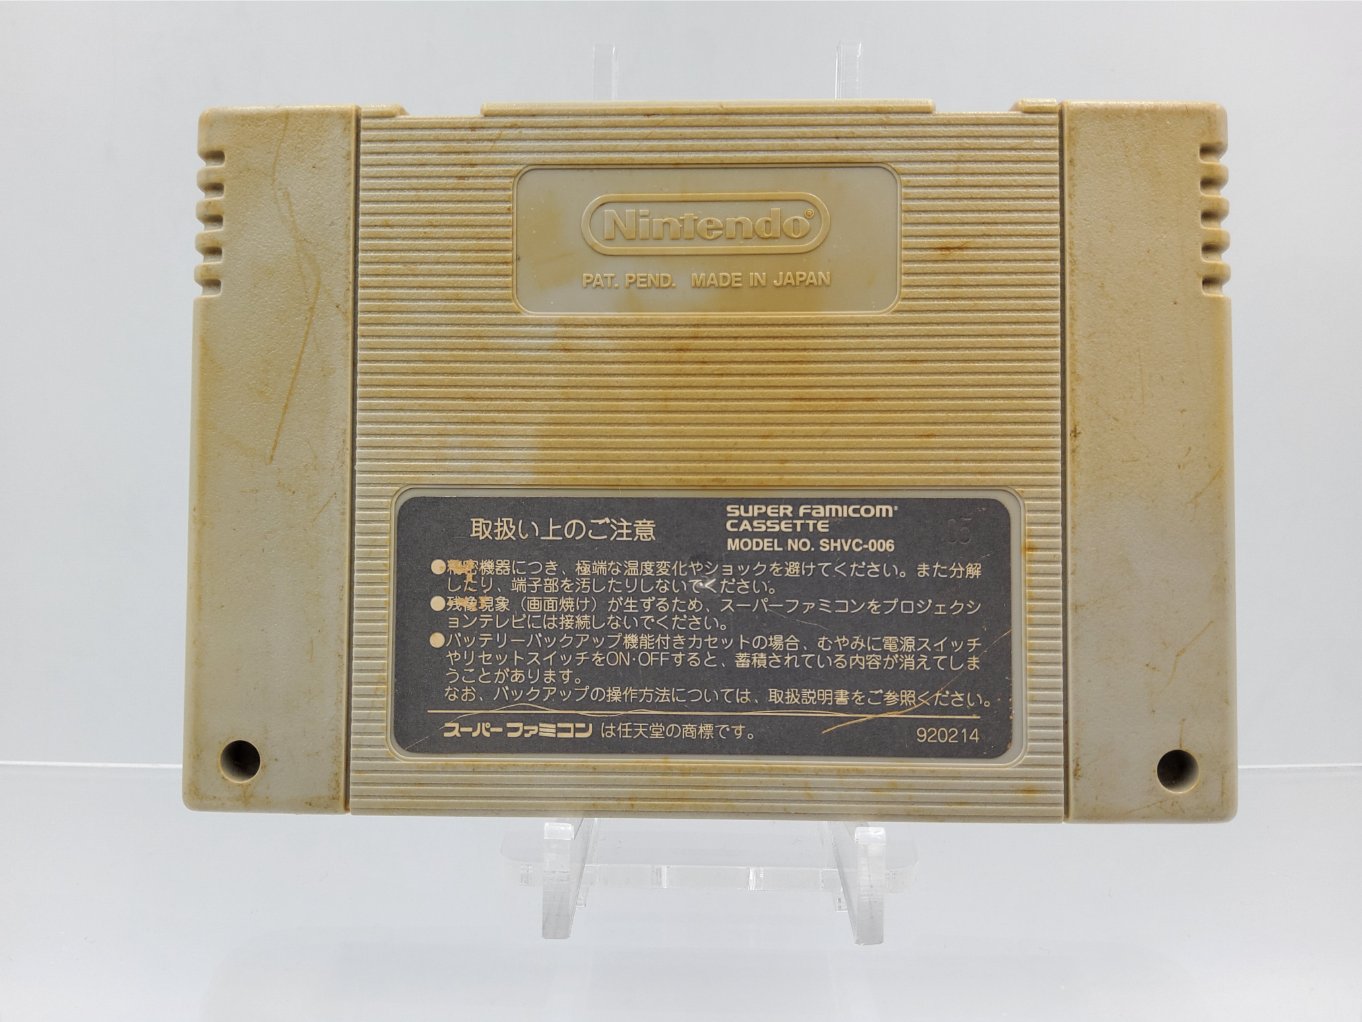 Nintendo®
PAT. PEND. MADE IN JAPAN
取扱い上のご注意
SUPER FAMICOM
CASSETTE
MODEL NO. SHVC-006
●精密機器につき、極端な温度変化やショックを避けてください。また分解
したり、端子部を汚したりしないでください。
●残像現象（画面焼け）が生ずるため、スーパーファミコンをプロジェクシ
ョンテレビには接続しないでください。
●バッテリーバックアップ機能付きカセットの場合、むやみに電源スイッチ
やリセットスイッチをON·OFFすると、蓄積されている内容が消えてしま
うことがあります。
なお、バックアップの操作方法については、取扱説明書をご参照ください。
スーパーファミコン は任天堂の商標です。
920214